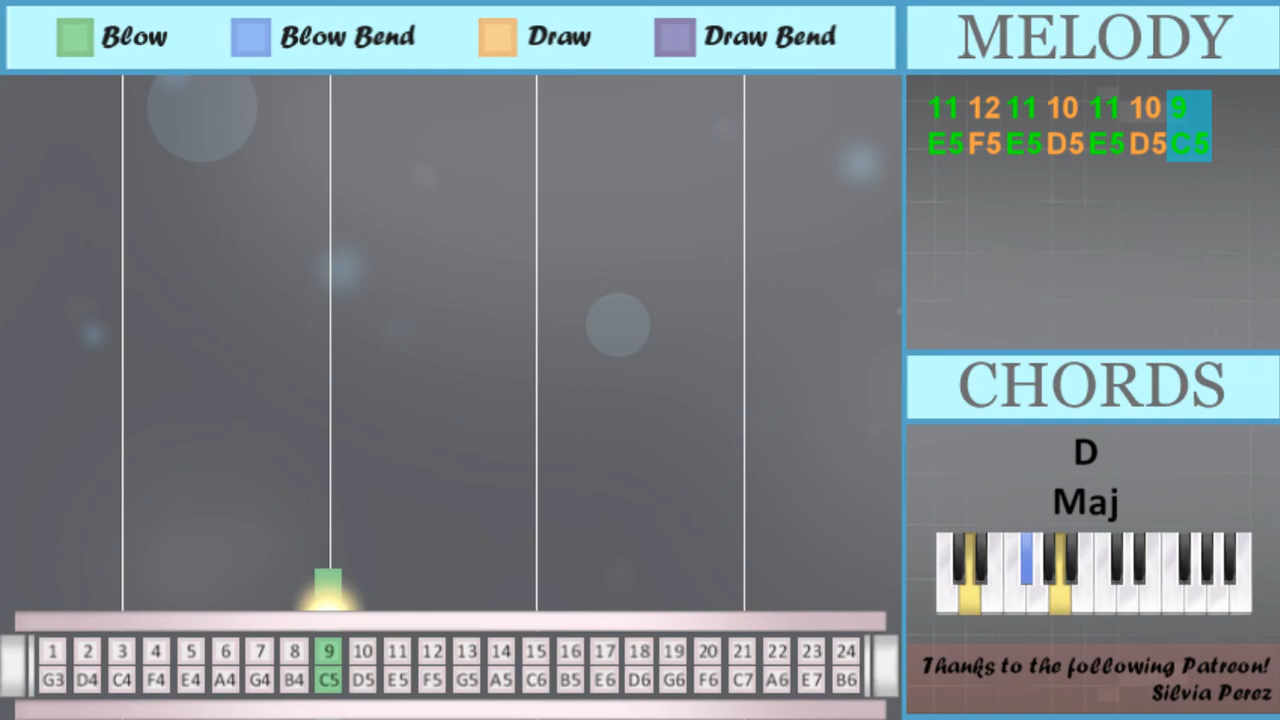 Blow Blow Bend Draw Draw Bend
MELODY
11 12 11 10 11 10 9
E5 F5 E5 D5 E5 D5 C5
CHORDS
D
Maj
Thanks to the following Patreon!
Silvia Perez
1 2 3 4 5 6 7 8 9 10 11 12 13 14 15 16 17 18 19 20 21 22 23 24
G3 D4 C4 F4 E4 A4 G4 B4 C5 D5 E5 F5 G5 A5 C6 B5 E6 D6 G6 F6 C7 A6 E7 B6